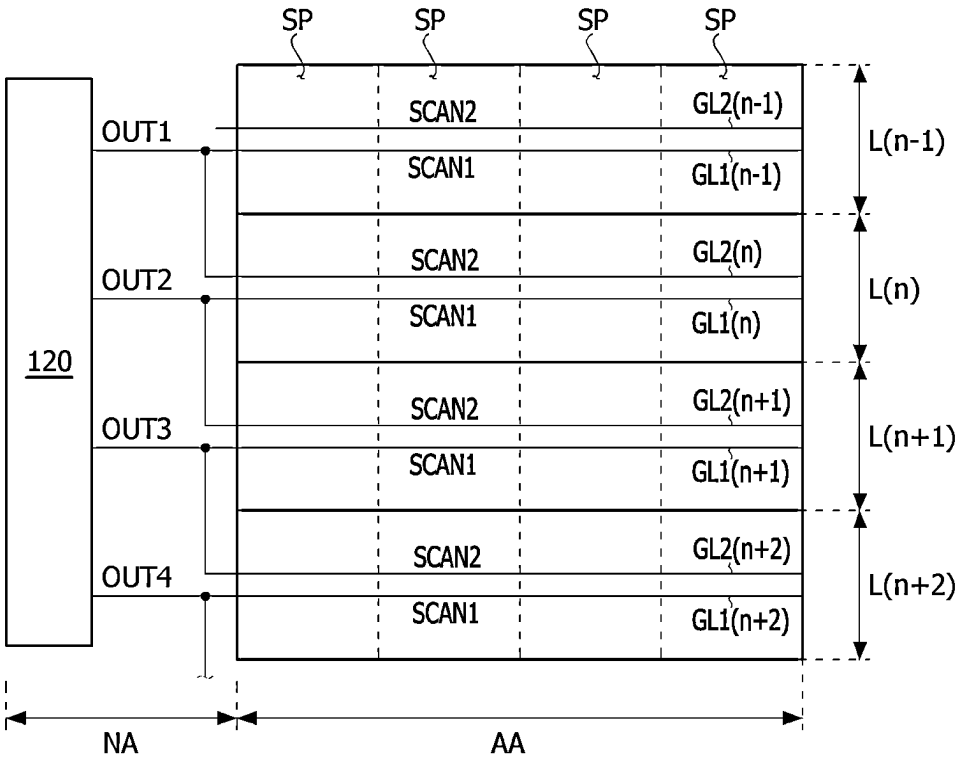 SP SP SP SP
SCAN2 GL2(n-1)
OUT1 L(n-1)
SCAN1 GL1(n-1)
SCAN2 GL2(n)
OUT2 L(n)
SCAN1 GL1(n)
120
SCAN2 GL2(n+1)
OUT3 L(n+1)
SCAN1 GL1(n+1)
SCAN2 GL2(n+2)
OUT4 L(n+2)
SCAN1 GL1(n+2)
NA AA